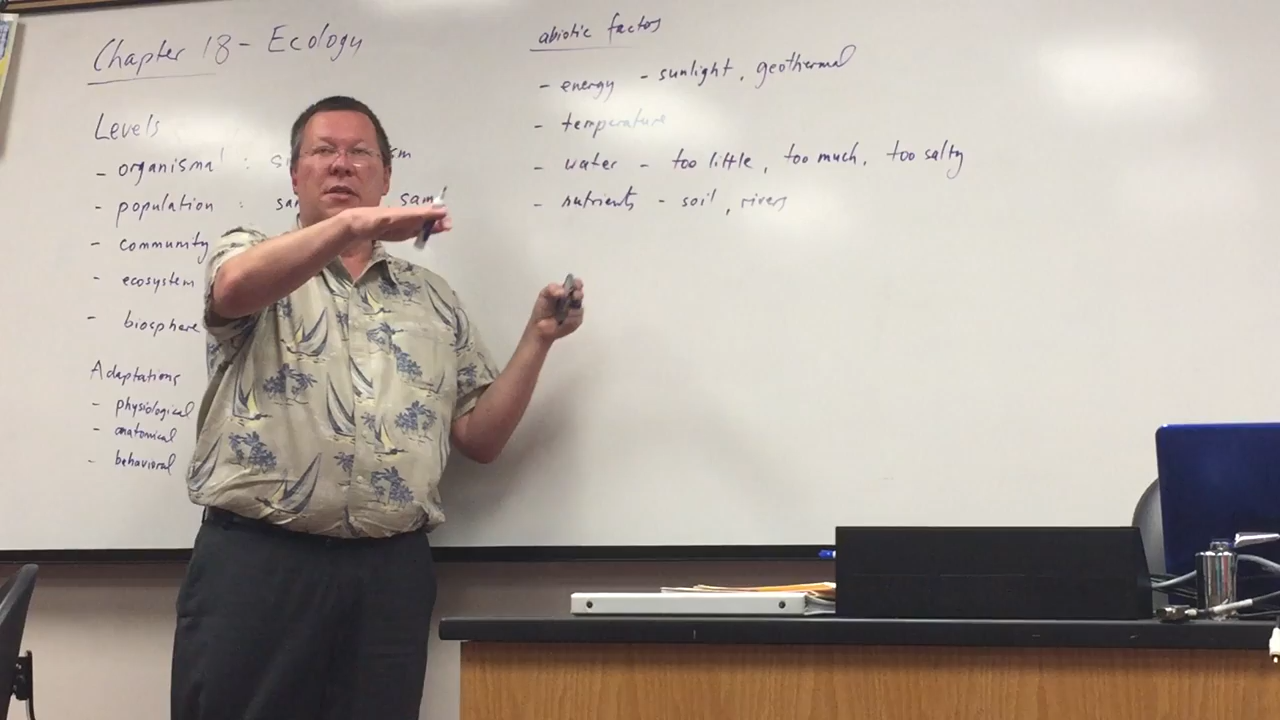 Chapter 18 - Ecology
Levels
- organismal :
- population :
- community
- ecosystem
- biosphere
Adaptations
- physiological
- anatomical
- behavioral
abiotic factors
- energy - sunlight, geothermal
- temperature
- water - too little, too much, too salty
- nutrients - soil, rivers